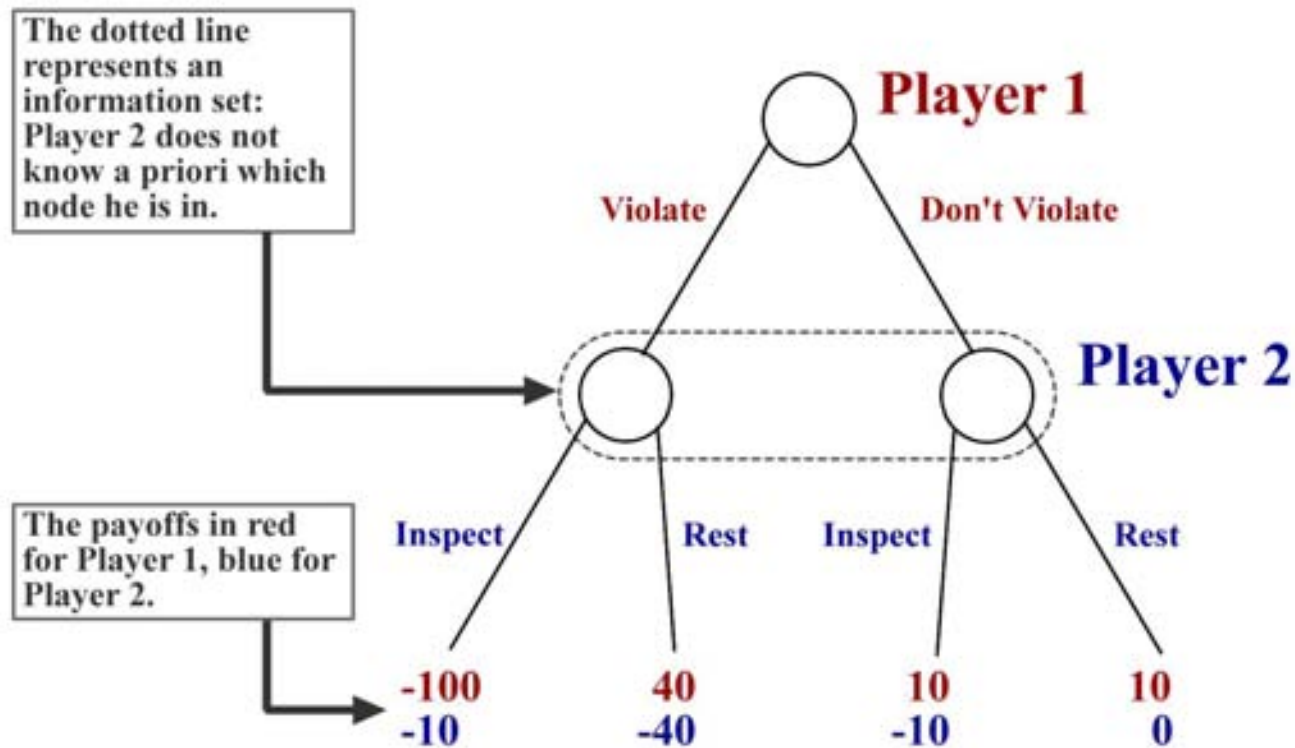 The dotted line
represents an
information set:
Player 2 does not
know a priori which
node he is in.
Player 1
Violate
Don't Violate
Player 2
The payoffs in red
for Player 1, blue for
Player 2.
Inspect
Rest
Inspect
Rest
-100 40 10 10
-10 -40 -10 0